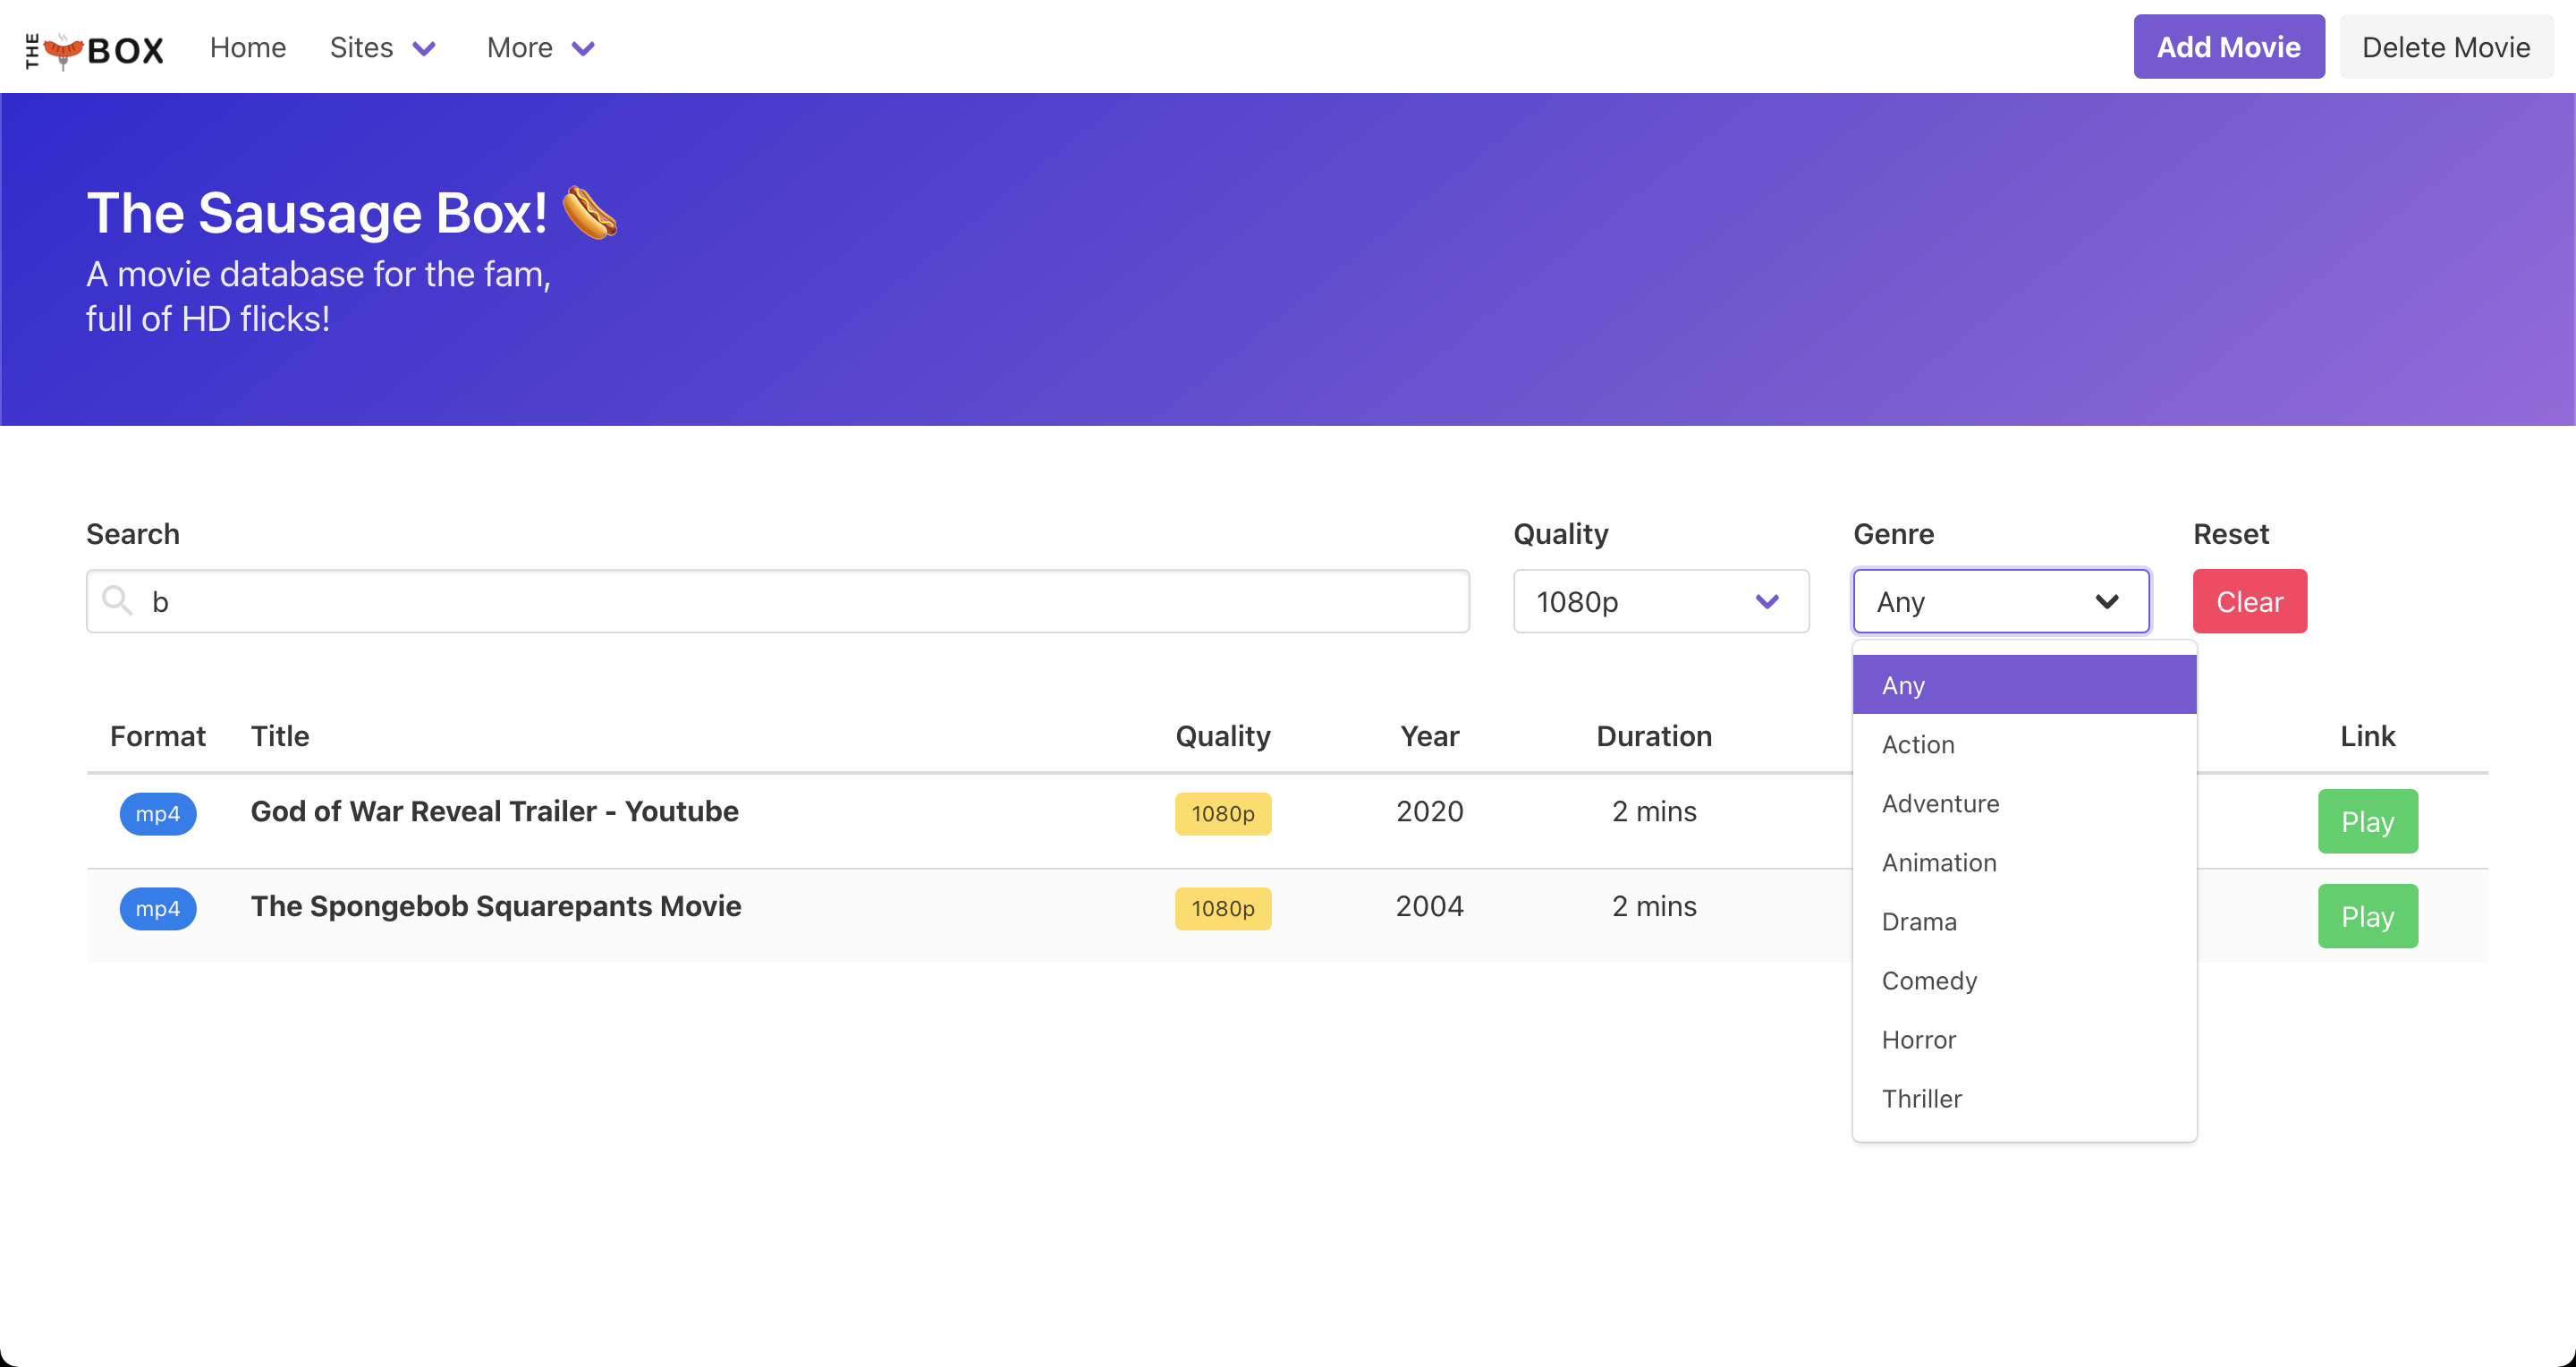 THE BOX Home Sites More Add Movie Delete Movie
The Sausage Box!
A movie database for the fam,
full of HD flicks!
Search Quality Genre Reset
b 1080p Any Clear
Any
Action
Adventure
Animation
Drama
Comedy
Horror
Thriller
Format Title Quality Year Duration Link
mp4 God of War Reveal Trailer - Youtube 1080p 2020 2 mins Play
mp4 The Spongebob Squarepants Movie 1080p 2004 2 mins Play